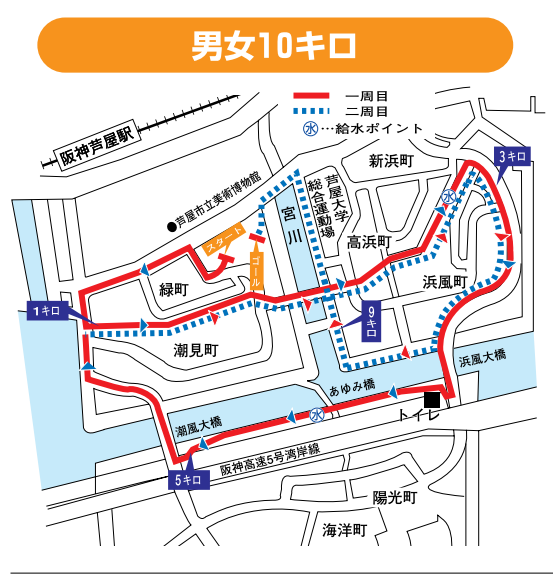 男女10キロ
一周目
二周目
水…給水ポイント
阪神芦屋駅
芦屋市立美術博物館
スタート
ゴール
宮川
芦屋大学
総合運動場
新浜町
3キロ
水
高浜町
緑町
浜風町
1キロ
9キロ
潮見町
浜風大橋
あゆみ橋
トイレ
水
潮風大橋
5キロ
阪神高速5号湾岸線
陽光町
海洋町